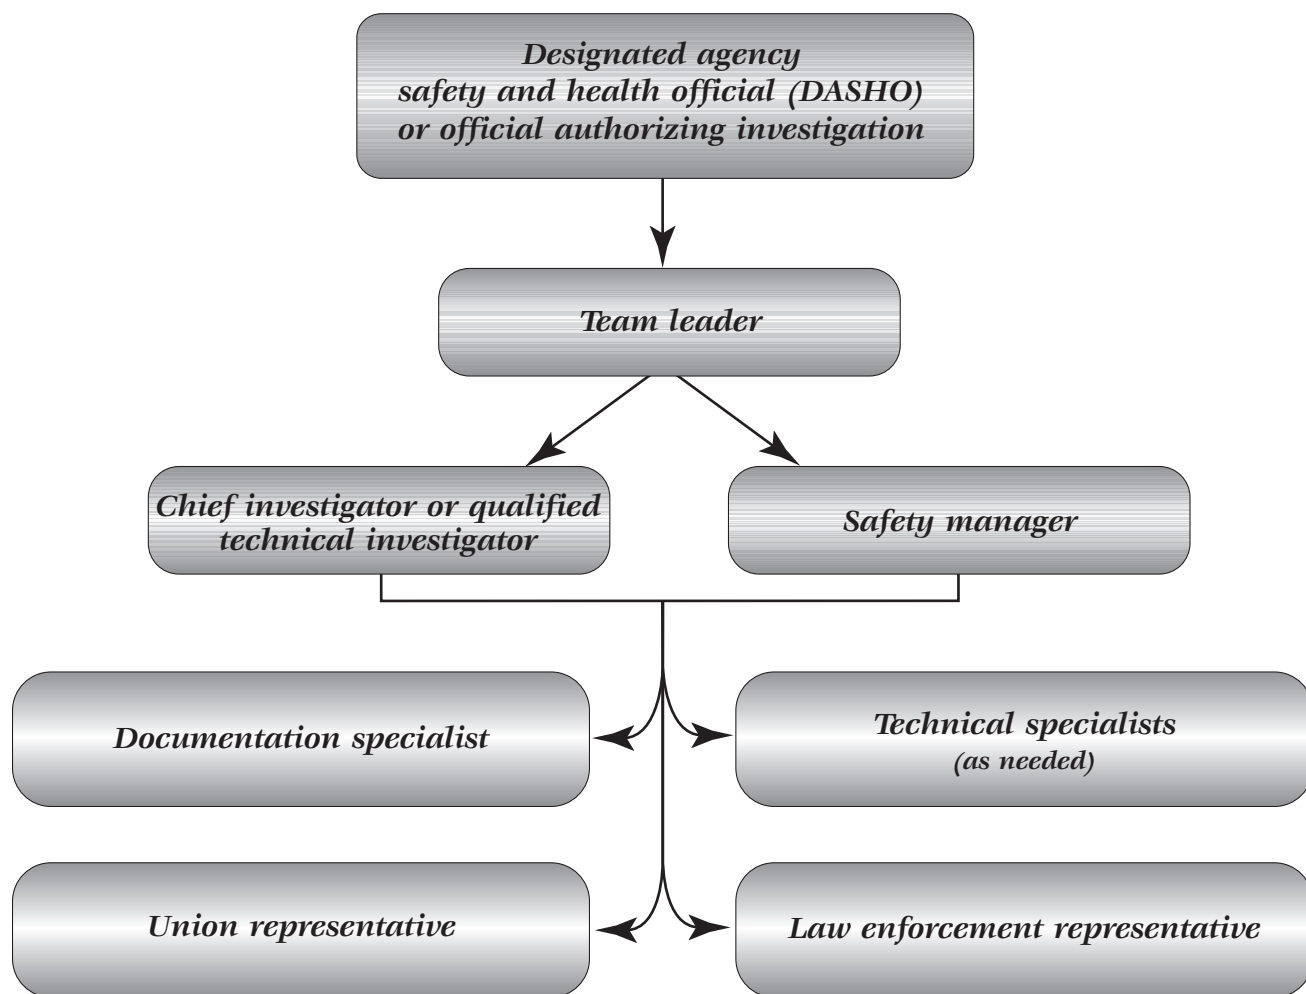 Designated agency
safety and health official (DASHO)
or official authorizing investigation
Team leader
Chief investigator or qualified
technical investigator
Safety manager
Documentation specialist
Technical specialists
(as needed)
Union representative
Law enforcement representative